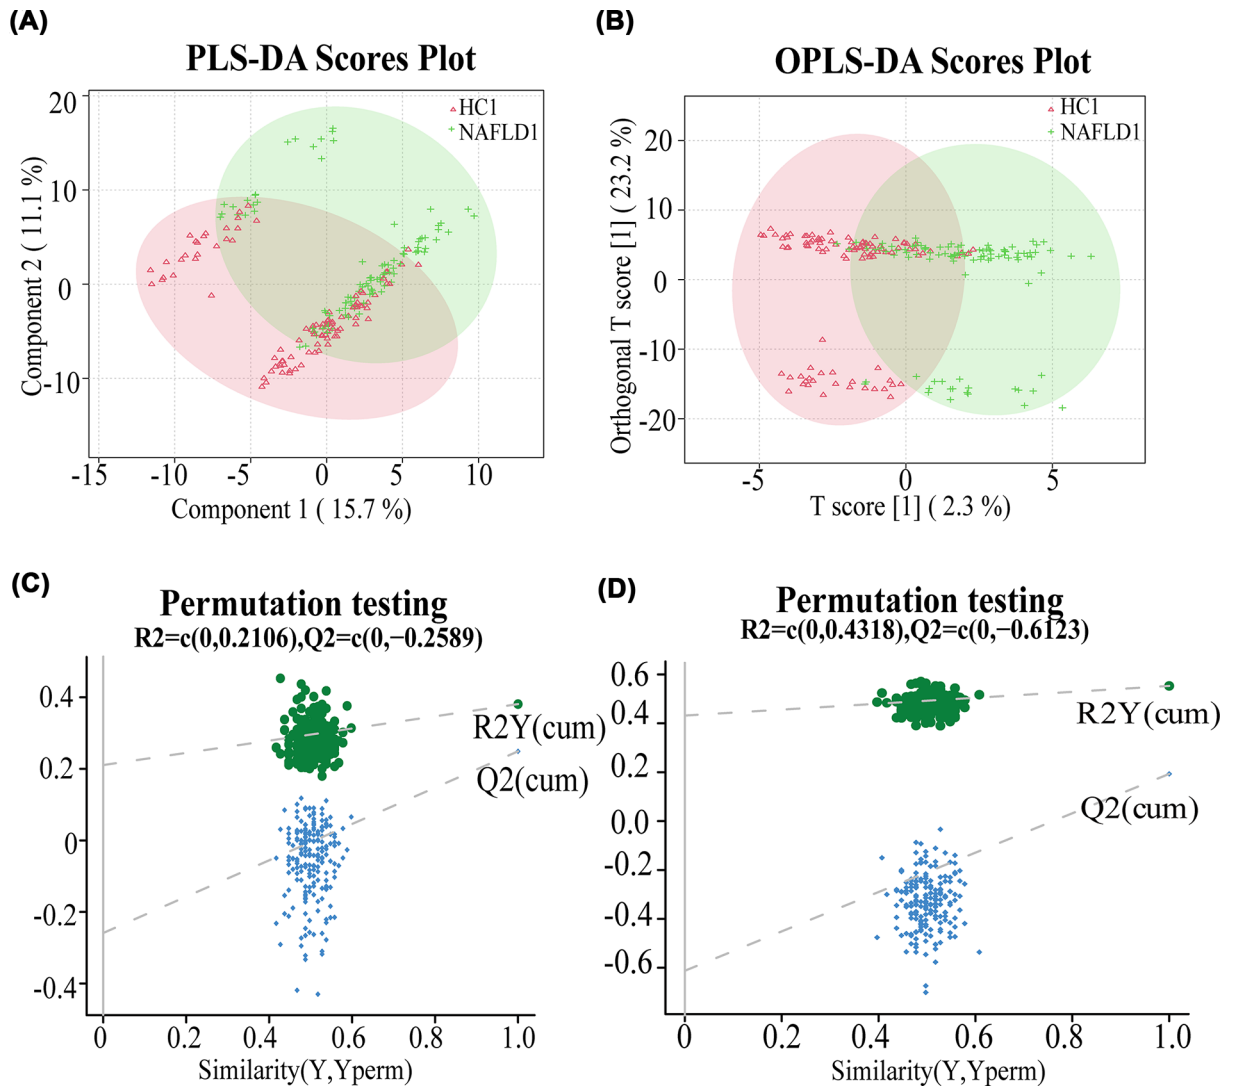 (A)
PLS-DA Scores Plot
HC1
NAFLD1
20
10
0
-10
Component 2 ( 11.1 %)
-15
-10
-5
0
5
10
Component 1 ( 15.7 %)
(B)
OPLS-DA Scores Plot
HC1
NAFLD1
20
10
0
-10
-20
Orthogonal T score [1] ( 23.2 %)
-5
0
5
T score [1] ( 2.3 %)
(C)
Permutation testing
R2=c(0,0.2106),Q2=c(0,−0.2589)
0.4
0.2
0
-0.2
-0.4
R2Y(cum)
Q2(cum)
0
0.2
0.4
0.6
0.8
1.0
Similarity(Y,Yperm)
(D)
Permutation testing
R2=c(0,0.4318),Q2=c(0,−0.6123)
0.6
0.4
0.2
0.0
-0.2
-0.4
-0.6
R2Y(cum)
Q2(cum)
0
0.2
0.4
0.6
0.8
1.0
Similarity(Y,Yperm)